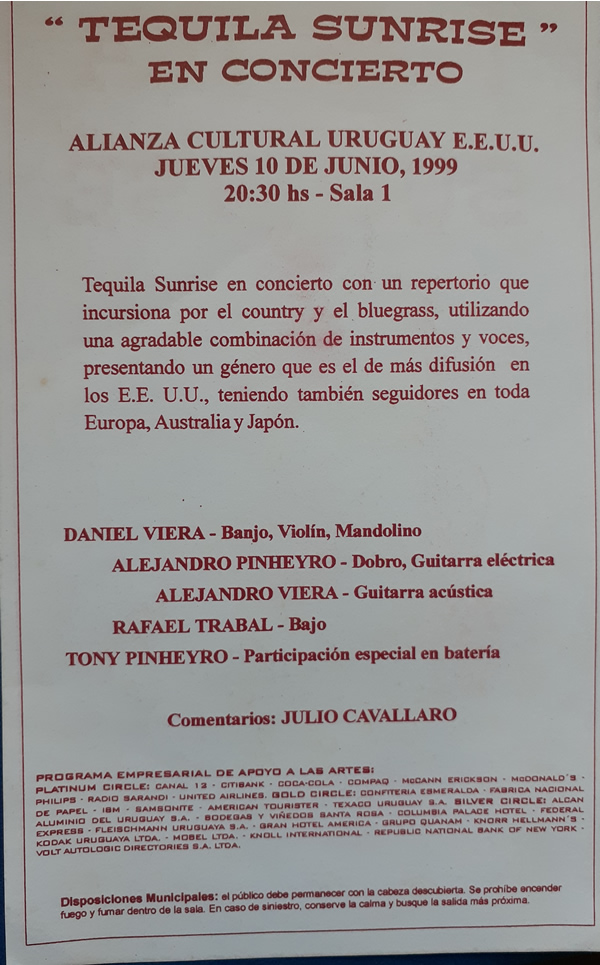 “ TEQUILA SUNRISE ”
EN CONCIERTO
ALIANZA CULTURAL URUGUAY E.E.U.U.
JUEVES 10 DE JUNIO, 1999
20:30 hs - Sala 1
Tequila Sunrise en concierto con un repertorio que
incursiona por el country y el bluegrass, utilizando
una agradable combinación de instrumentos y voces,
presentando un género que es el de más difusión en
los E.E. U.U., teniendo también seguidores en toda
Europa, Australia y Japón.
DANIEL VIERA - Banjo, Violín, Mandolino
ALEJANDRO PINHEYRO - Dobro, Guitarra eléctrica
ALEJANDRO VIERA - Guitarra acústica
RAFAEL TRABAL - Bajo
TONY PINHEYRO - Participación especial en batería
Comentarios: JULIO CAVALLARO
PROGRAMA EMPRESARIAL DE APOYO A LAS ARTES:
PLATINUM CIRCLE: CANAL 12 - CITIBANK - COCA-COLA - COMPAQ - McCANN ERICKSON - McDONALD´S -
PHILIPS - RADIO SARANDI - UNITED AIRLINES. GOLD CIRCLE: CONFITERIA ESMERALDA - FABRICA NACIONAL
DE PAPEL - IBM - SAMSONITE - AMERICAN TOURISTER - TEXACO URUGUAY S.A. SILVER CIRCLE: ALCAN
ALUMINIO DEL URUGUAY S.A. - BODEGAS Y VIÑEDOS SANTA ROSA - COLUMBIA PALACE HOTEL - FEDERAL
EXPRESS - FLEISCHMANN URUGUAYA S.A. - GRAN HOTEL AMERICA - GRUPO QUANAM - KNORR HELLMANN´S -
KODAK URUGUAYA LTDA. - MOBEL LTDA. - KNOLL INTERNATIONAL - REPUBLIC NATIONAL BANK OF NEW YORK -
VOLT AUTOLOGIC DIRECTORIES S.A. LTDA.
Disposiciones Municipales: el público debe permanecer con la cabeza descubierta. Se prohíbe encender
fuego y fumar dentro de la sala. En caso de siniestro, conserve la calma y busque la salida más próxima.